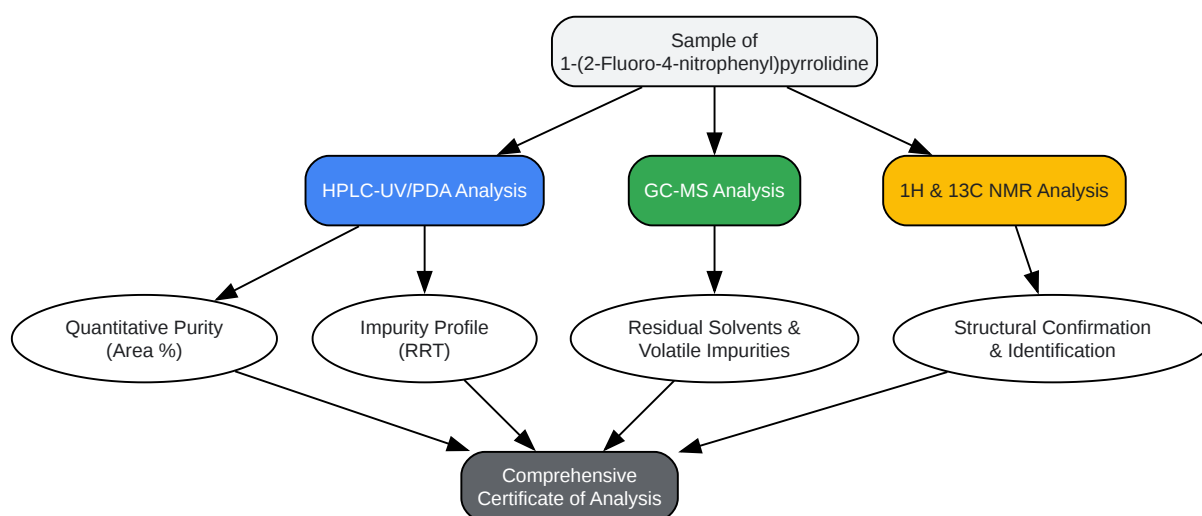 Sample of
1-(2-Fluoro-4-nitrophenyl)pyrrolidine
HPLC-UV/PDA Analysis
GC-MS Analysis
1H & 13C NMR Analysis
Quantitative Purity
(Area %)
Impurity Profile
(RRT)
Residual Solvents &
Volatile Impurities
Structural Confirmation
& Identification
Comprehensive
Certificate of Analysis